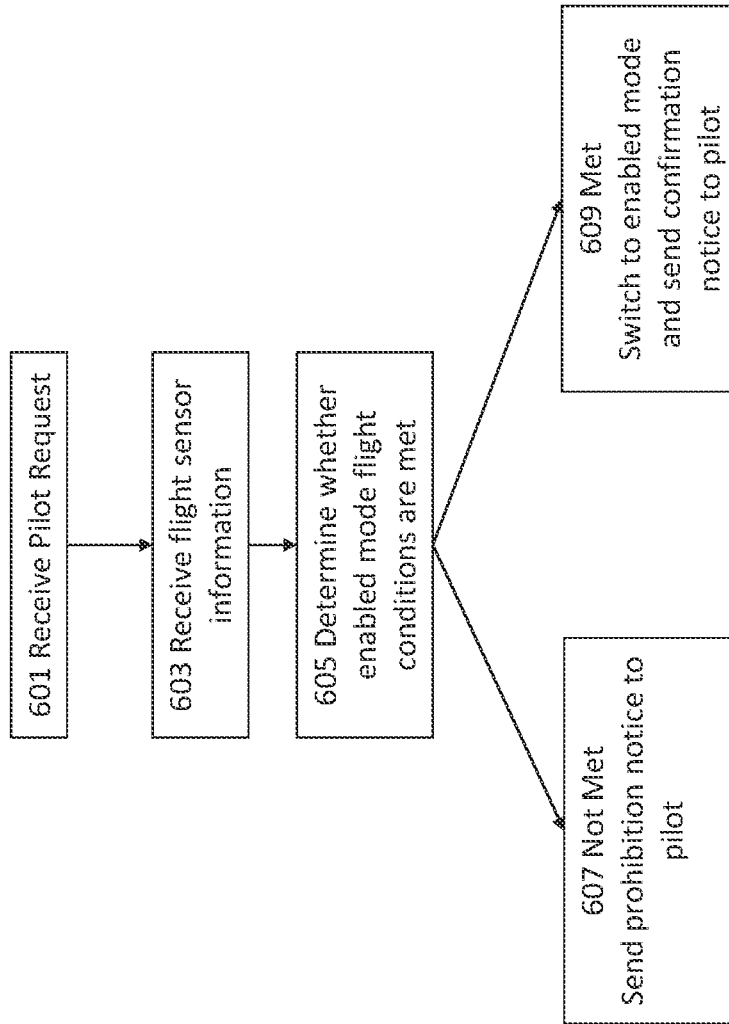 601 Receive Pilot Request
603 Receive flight sensor
information
605 Determine whether
enabled mode flight
conditions are met
607 Not Met
Send prohibition notice to
pilot
609 Met
Switch to enabled mode
and send confirmation
notice to pilot